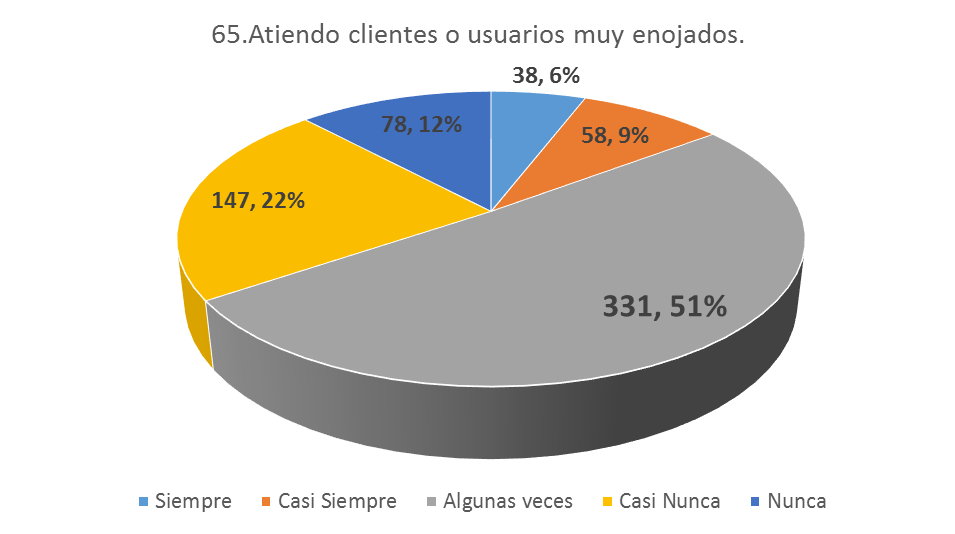 65.Atiendo clientes o usuarios muy enojados.
38, 6%
78, 12%
58, 9%
147, 22%
331, 51%
Siempre Casi Siempre Algunas veces Casi Nunca Nunca